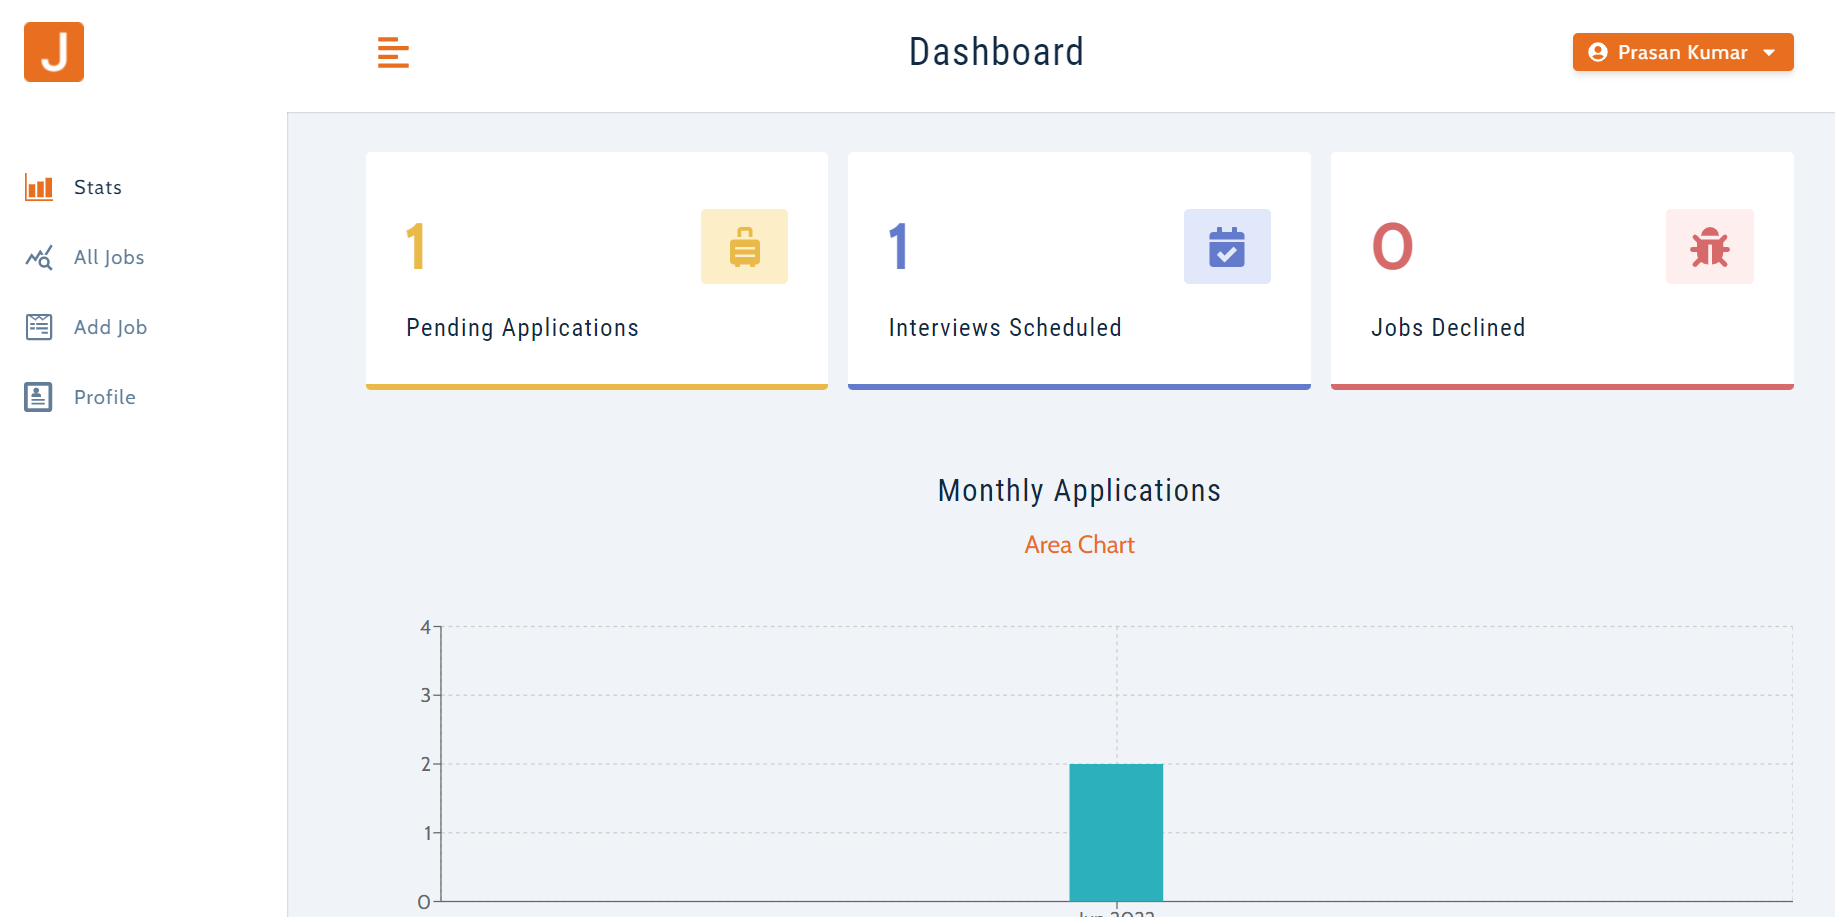 J
Dashboard
Prasan Kumar
Stats
All Jobs
Add Job
Profile
1
Pending Applications
1
Interviews Scheduled
0
Jobs Declined
Monthly Applications
Area Chart
4
3
2
1
0